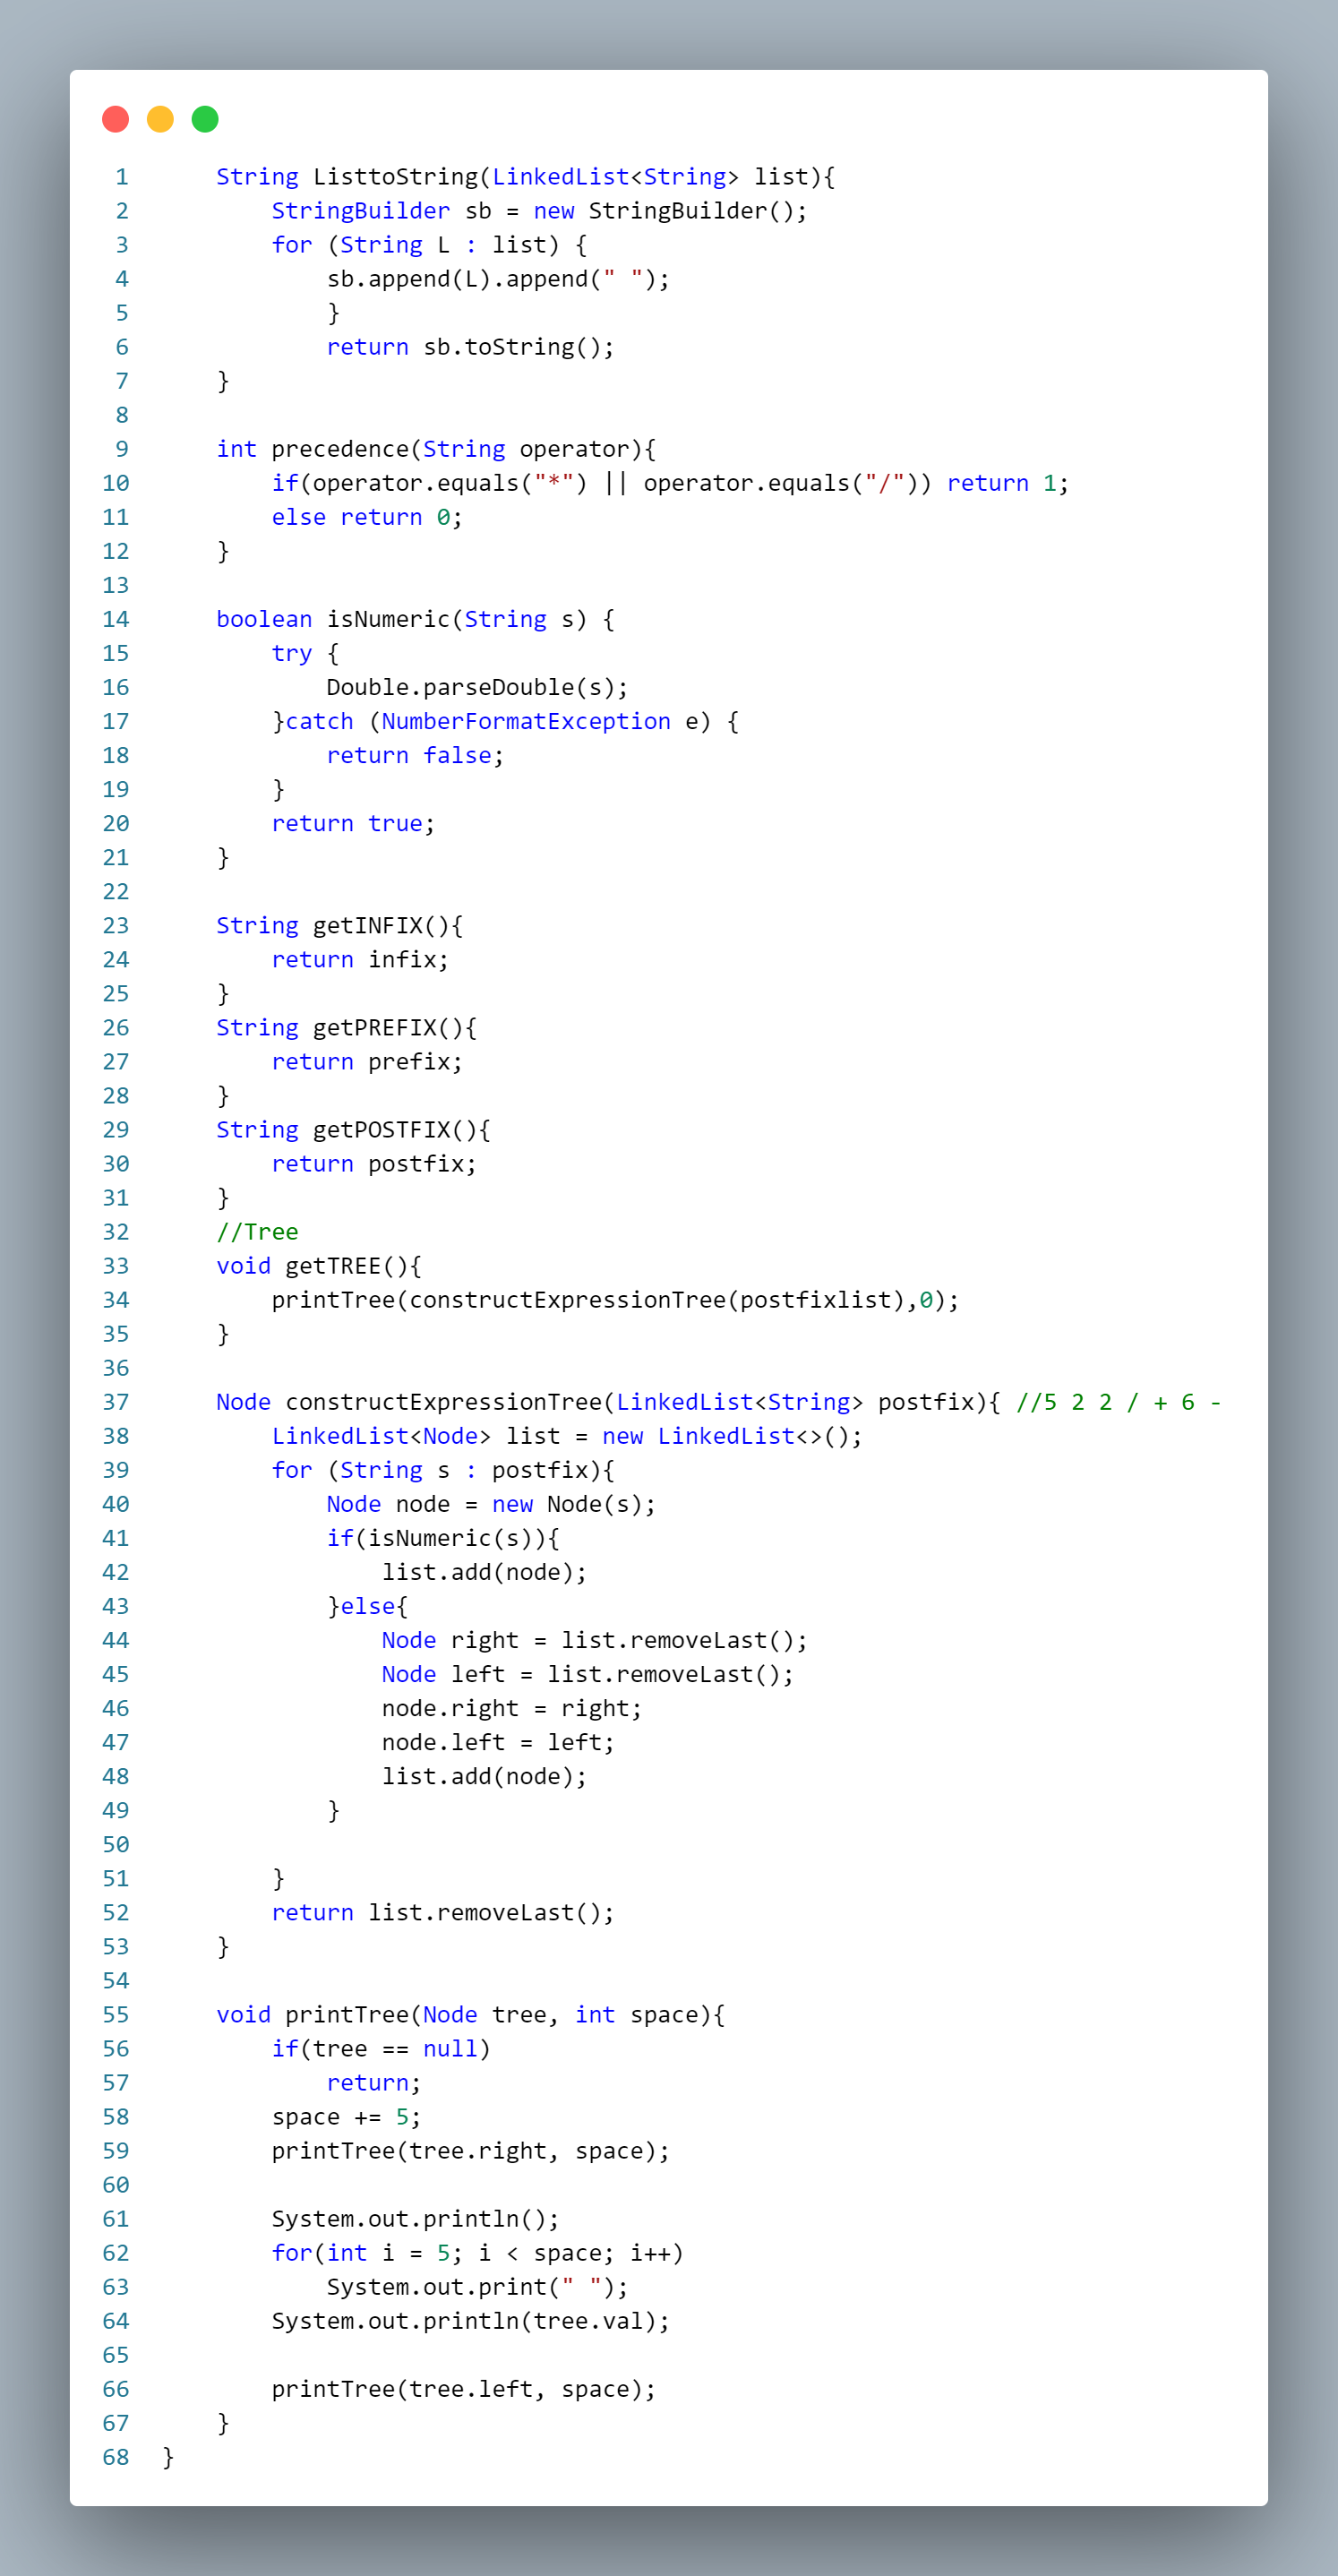 1 String ListtoString(LinkedList<String> list){
2 StringBuilder sb = new StringBuilder();
3 for (String L : list) {
4 sb.append(L).append(" ");
5 }
6 return sb.toString();
7 }
8
9 int precedence(String operator){
10 if(operator.equals("*") || operator.equals("/")) return 1;
11 else return 0;
12 }
13
14 boolean isNumeric(String s) {
15 try {
16 Double.parseDouble(s);
17 }catch (NumberFormatException e) {
18 return false;
19 }
20 return true;
21 }
22
23 String getINFIX(){
24 return infix;
25 }
26 String getPREFIX(){
27 return prefix;
28 }
29 String getPOSTFIX(){
30 return postfix;
31 }
32 //Tree
33 void getTREE(){
34 printTree(constructExpressionTree(postfixlist),0);
35 }
36
37 Node constructExpressionTree(LinkedList<String> postfix){ //5 2 2 / + 6 -
38 LinkedList<Node> list = new LinkedList<>();
39 for (String s : postfix){
40 Node node = new Node(s);
41 if(isNumeric(s)){
42 list.add(node);
43 }else{
44 Node right = list.removeLast();
45 Node left = list.removeLast();
46 node.right = right;
47 node.left = left;
48 list.add(node);
49 }
50
51 }
52 return list.removeLast();
53 }
54
55 void printTree(Node tree, int space){
56 if(tree == null)
57 return;
58 space += 5;
59 printTree(tree.right, space);
60
61 System.out.println();
62 for(int i = 5; i < space; i++)
63 System.out.print(" ");
64 System.out.println(tree.val);
65
66 printTree(tree.left, space);
67 }
68 }